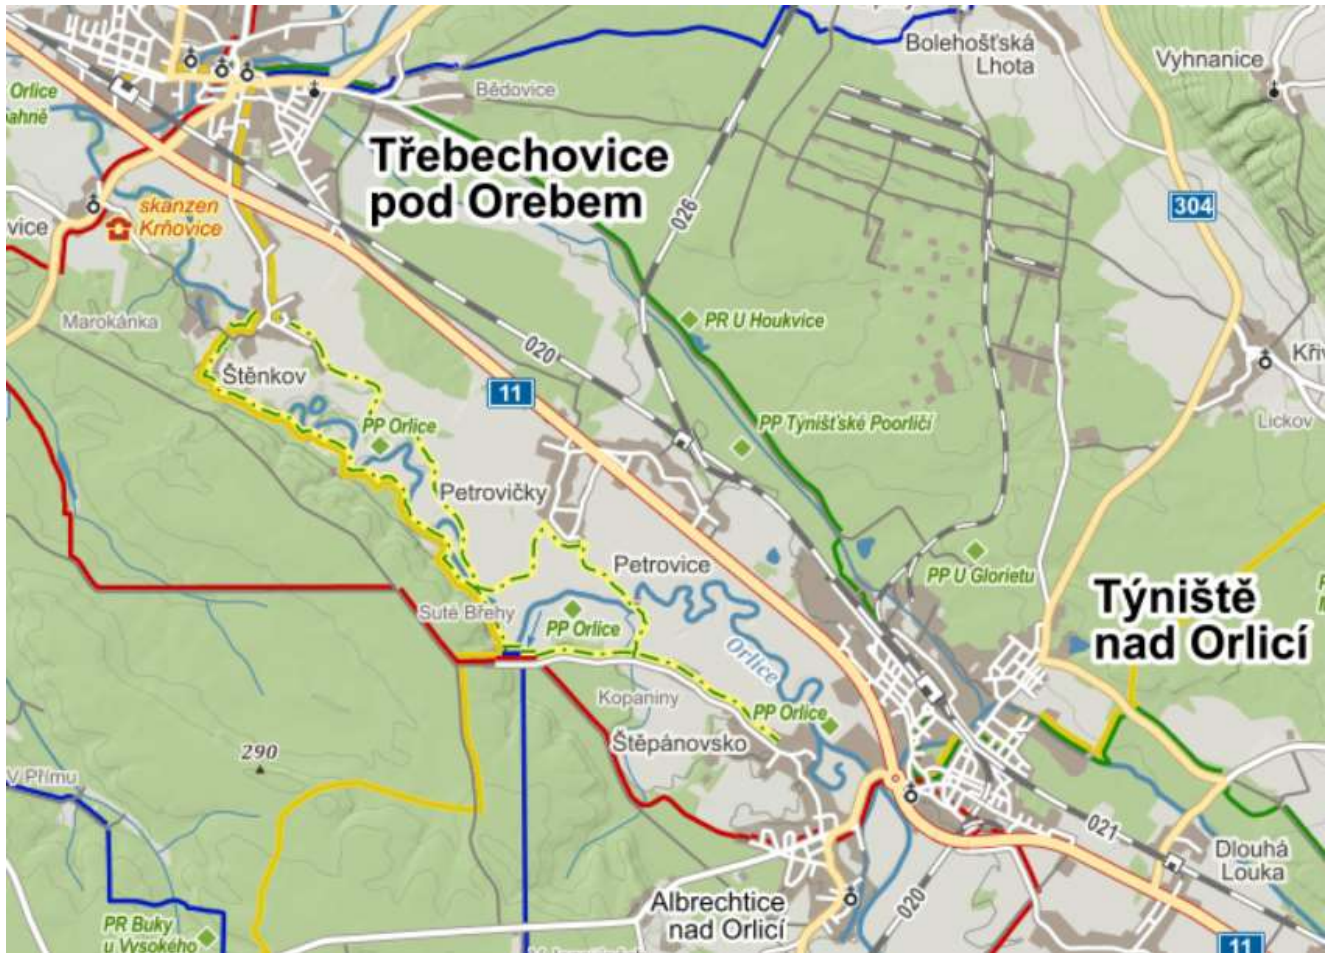 Bolehošťská
Lhota
Vyhnanice
Orlice
Bědovice
Třebechovice
pod Orebem
skanzen
Krňovice
vice
026
304
PR U Houkvice
Marokánka
020
Štěnkov
11
PP Orlice
PP Týnišťské Poorličí
Lickov
Petrovičky
Petrovice
PP U Glorietu
Týniště
nad Orlicí
Suté Břehy
PP Orlice
Orlice
Kopaniny
PP Orlice
Štěpánovsko
290
V Přímu
021
Dlouhá
Louka
Albrechtice
nad Orlicí
020
PR Buky
u Vysokého
11